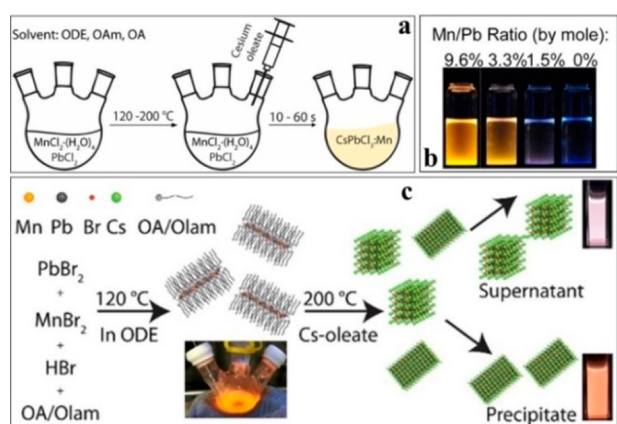 Solvent: ODE, OAm, OA
a
Cesium
oleate
120 -200 °C
10 - 60 s
MnCl₂·(H₂O)₄
PbCl₂
MnCl₂·(H₂O)₄
PbCl₂
CsPbCl₃:Mn
Mn/Pb Ratio (by mole):
9.6% 3.3% 1.5% 0%
b
c
Mn Pb Br Cs OA/Olam
PbBr₂
+
MnBr₂
+
HBr
+
OA/Olam
120 °C
In ODE
200 °C
Cs-oleate
Supernatant
Precipitate